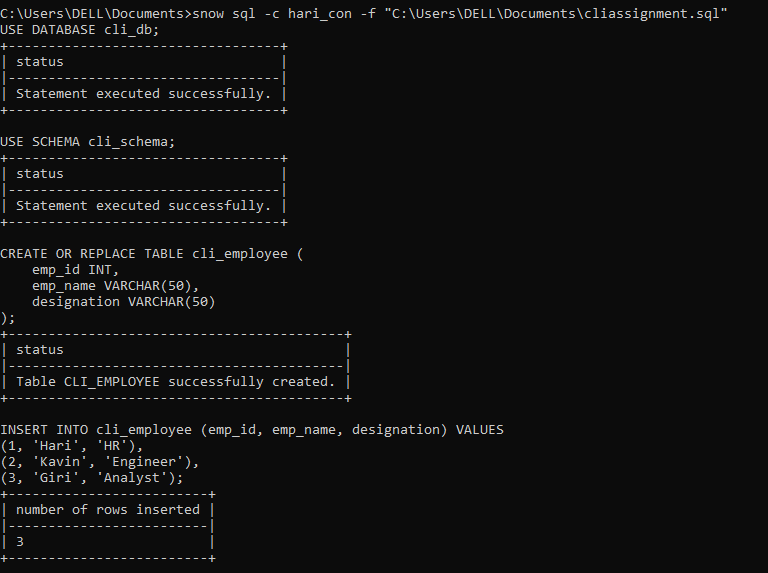 C:\Users\DELL\Documents>snow sql -c hari_con -f "C:\Users\DELL\Documents\cliassignment.sql"
USE DATABASE cli_db;
+----------------------------------+
| status                           |
|----------------------------------|
| Statement executed successfully. |
+----------------------------------+

USE SCHEMA cli_schema;
+----------------------------------+
| status                           |
|----------------------------------|
| Statement executed successfully. |
+----------------------------------+

CREATE OR REPLACE TABLE cli_employee (
    emp_id INT,
    emp_name VARCHAR(50),
    designation VARCHAR(50)
);
+------------------------------------------+
| status                                   |
|------------------------------------------|
| Table CLI_EMPLOYEE successfully created. |
+------------------------------------------+

INSERT INTO cli_employee (emp_id, emp_name, designation) VALUES
(1, 'Hari', 'HR'),
(2, 'Kavin', 'Engineer'),
(3, 'Giri', 'Analyst');
+-------------------------+
| number of rows inserted |
|-------------------------|
| 3                       |
+-------------------------+